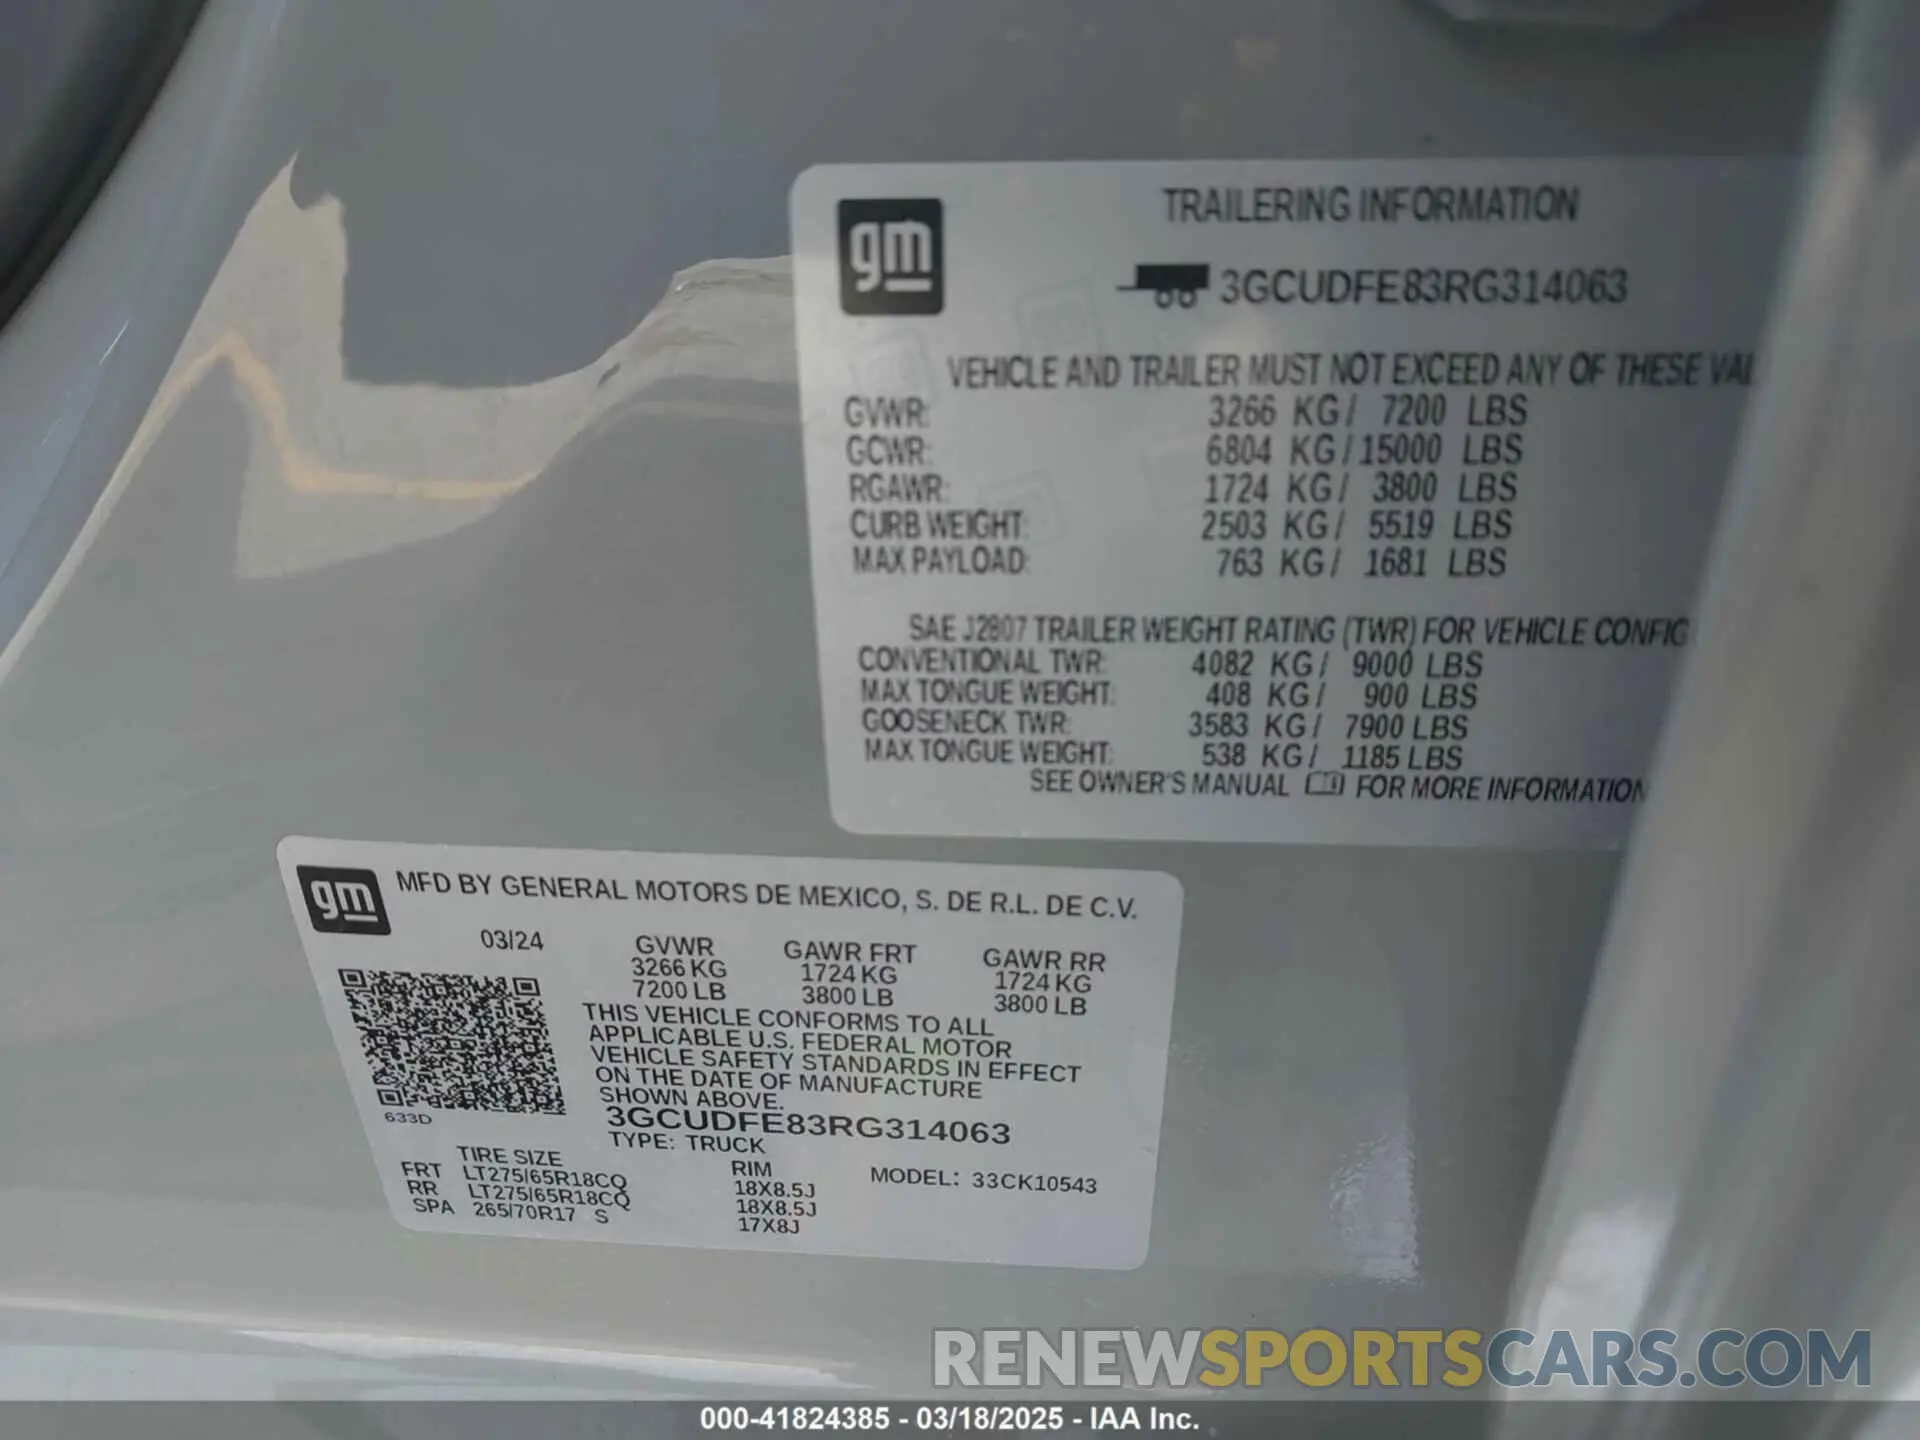 gm
TRAILERING INFORMATION
3GCUDFE83RG314063
VEHICLE AND TRAILER MUST NOT EXCEED ANY OF THESE VAL
GVWR: 3266 KG/ 7200 LBS
GCWR: 6804 KG/15000 LBS
RGAWR: 1724 KG/ 3800 LBS
CURB WEIGHT: 2503 KG/ 5519 LBS
MAX PAYLOAD: 763 KG/ 1681 LBS
SAE J2807 TRAILER WEIGHT RATING (TWR) FOR VEHICLE CONFIG
CONVENTIONAL TWR: 4082 KG/ 9000 LBS
MAX TONGUE WEIGHT: 408 KG/ 900 LBS
GOOSENECK TWR: 3583 KG/ 7900 LBS
MAX TONGUE WEIGHT: 538 KG/ 1185 LBS
SEE OWNER'S MANUAL FOR MORE INFORMATION
gm
MFD BY GENERAL MOTORS DE MEXICO, S. DE R.L. DE C.V.
03/24 GVWR GAWR FRT GAWR RR
3266 KG 1724 KG 1724 KG
7200 LB 3800 LB 3800 LB
THIS VEHICLE CONFORMS TO ALL
APPLICABLE U.S. FEDERAL MOTOR
VEHICLE SAFETY STANDARDS IN EFFECT
ON THE DATE OF MANUFACTURE
SHOWN ABOVE.
633D
3GCUDFE83RG314063
TYPE: TRUCK
TIRE SIZE RIM MODEL: 33CK10543
FRT LT275/65R18CQ 18X8.5J
RR LT275/65R18CQ 18X8.5J
SPA 265/70R17 S 17X8J
RENEWSPORTSCARS.COM
000-41824385 - 03/18/2025 - IAA Inc.